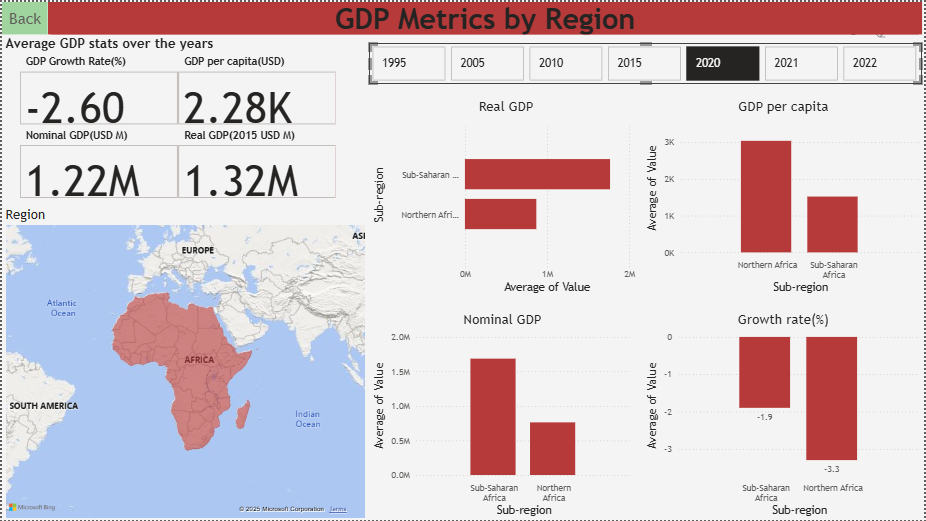 Back
GDP Metrics by Region
Average GDP stats over the years
GDP Growth Rate(%)
GDP per capita(USD)
-2.60
2.28K
Nominal GDP(USD M)
Real GDP(2015 USD M)
1.22M
1.32M
1995
2005
2010
2015
2020
2021
2022
Region
EUROPE
ASI
Atlantic
Ocean
AFRICA
SOUTH AMERICA
Indian
Ocean
Microsoft Bing
© 2025 Microsoft Corporation
Terms
Real GDP
Sub-region
Sub-Saharan ...
Northern Afri...
0M
1M
2M
Average of Value
GDP per capita
Average of Value
3K
2K
1K
0K
Northern Africa
Sub-Saharan
Africa
Sub-region
Nominal GDP
Average of Value
2.0M
1.5M
1.0M
0.5M
0.0M
Sub-Saharan
Africa
Northern
Africa
Sub-region
Growth rate(%)
Average of Value
0
-1
-2
-3
-1.9
-3.3
Sub-Saharan
Africa
Northern Africa
Sub-region